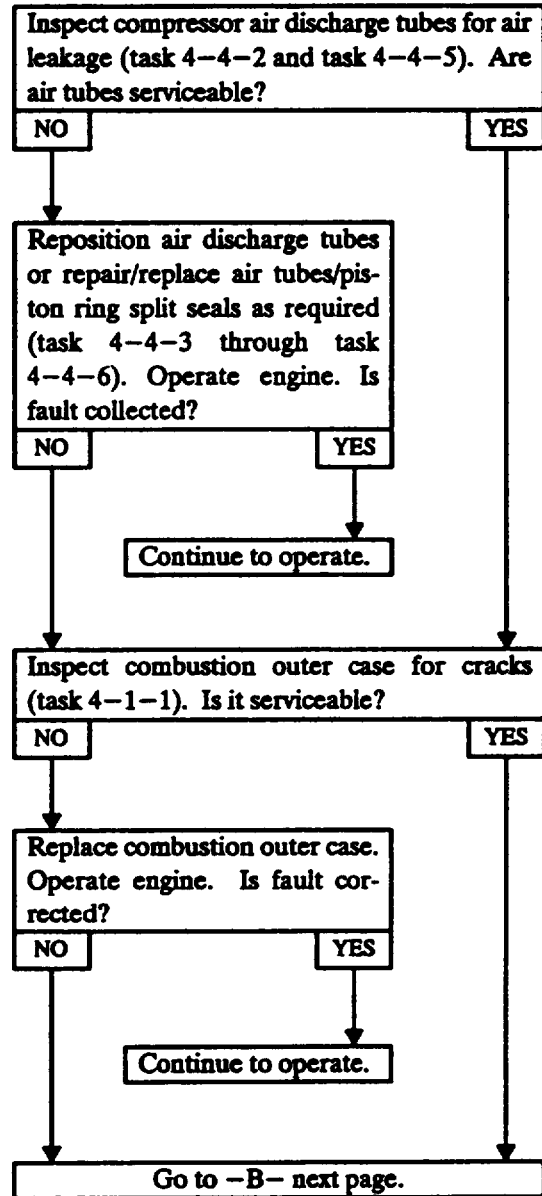 Inspect compressor air discharge tubes for air
leakage (task 4−4−2 and task 4−4−5). Are
air tubes serviceable?
NO YES
Reposition air discharge tubes
or repair/replace air tubes/pis-
ton ring split seals as required
(task 4−4−3 through task
4−4−6). Operate engine. Is
fault collected?
NO YES
Continue to operate.
Inspect combustion outer case for cracks
(task 4−1−1). Is it serviceable?
NO YES
Replace combustion outer case.
Operate engine. Is fault cor-
rected?
NO YES
Continue to operate.
Go to −B− next page.